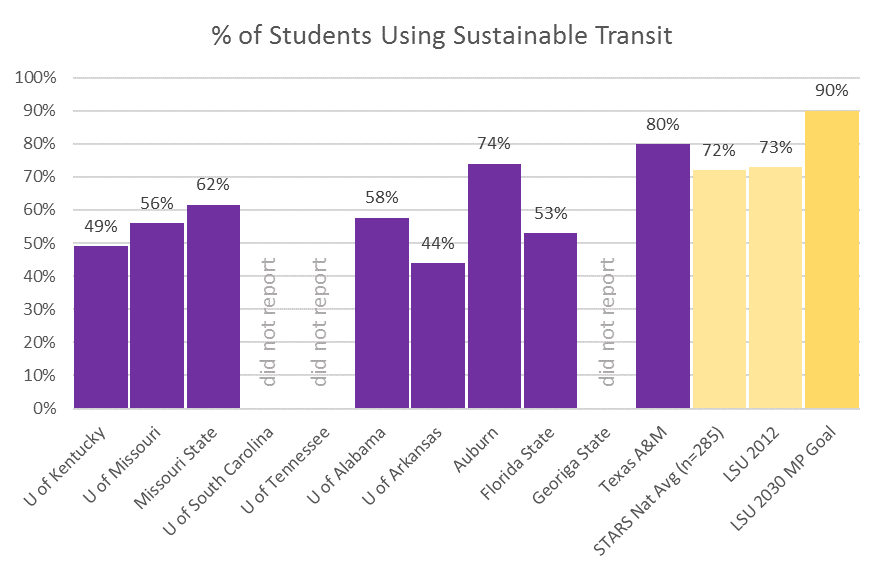 % of Students Using Sustainable Transit
100%
90%
80%
70%
60%
50%
40%
30%
20%
10%
0%
49%
56%
62%
did not report
did not report
58%
44%
74%
53%
did not report
80%
72%
73%
90%
U of Kentucky
U of Missouri
Missouri State
U of South Carolina
U of Tennessee
U of Alabama
U of Arkansas
Auburn
Florida State
Georiga State
Texas A&M
STARS Nat Avg (n=285)
LSU 2012
LSU 2030 MP Goal